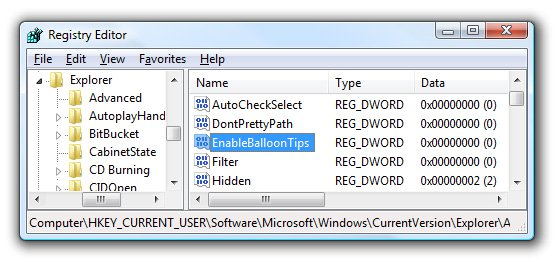 Registry Editor
File Edit View Favorites Help
Explorer
Advanced
AutoplayHand
BitBucket
CabinetState
CD Burning
CIDOpen
Name Type Data
AutoCheckSelect REG_DWORD 0x00000000 (0)
DontPrettyPath REG_DWORD 0x00000000 (0)
EnableBalloonTips REG_DWORD 0x00000000 (0)
Filter REG_DWORD 0x00000000 (0)
Hidden REG_DWORD 0x00000002 (2)
Computer\HKEY_CURRENT_USER\Software\Microsoft\Windows\CurrentVersion\Explorer\A